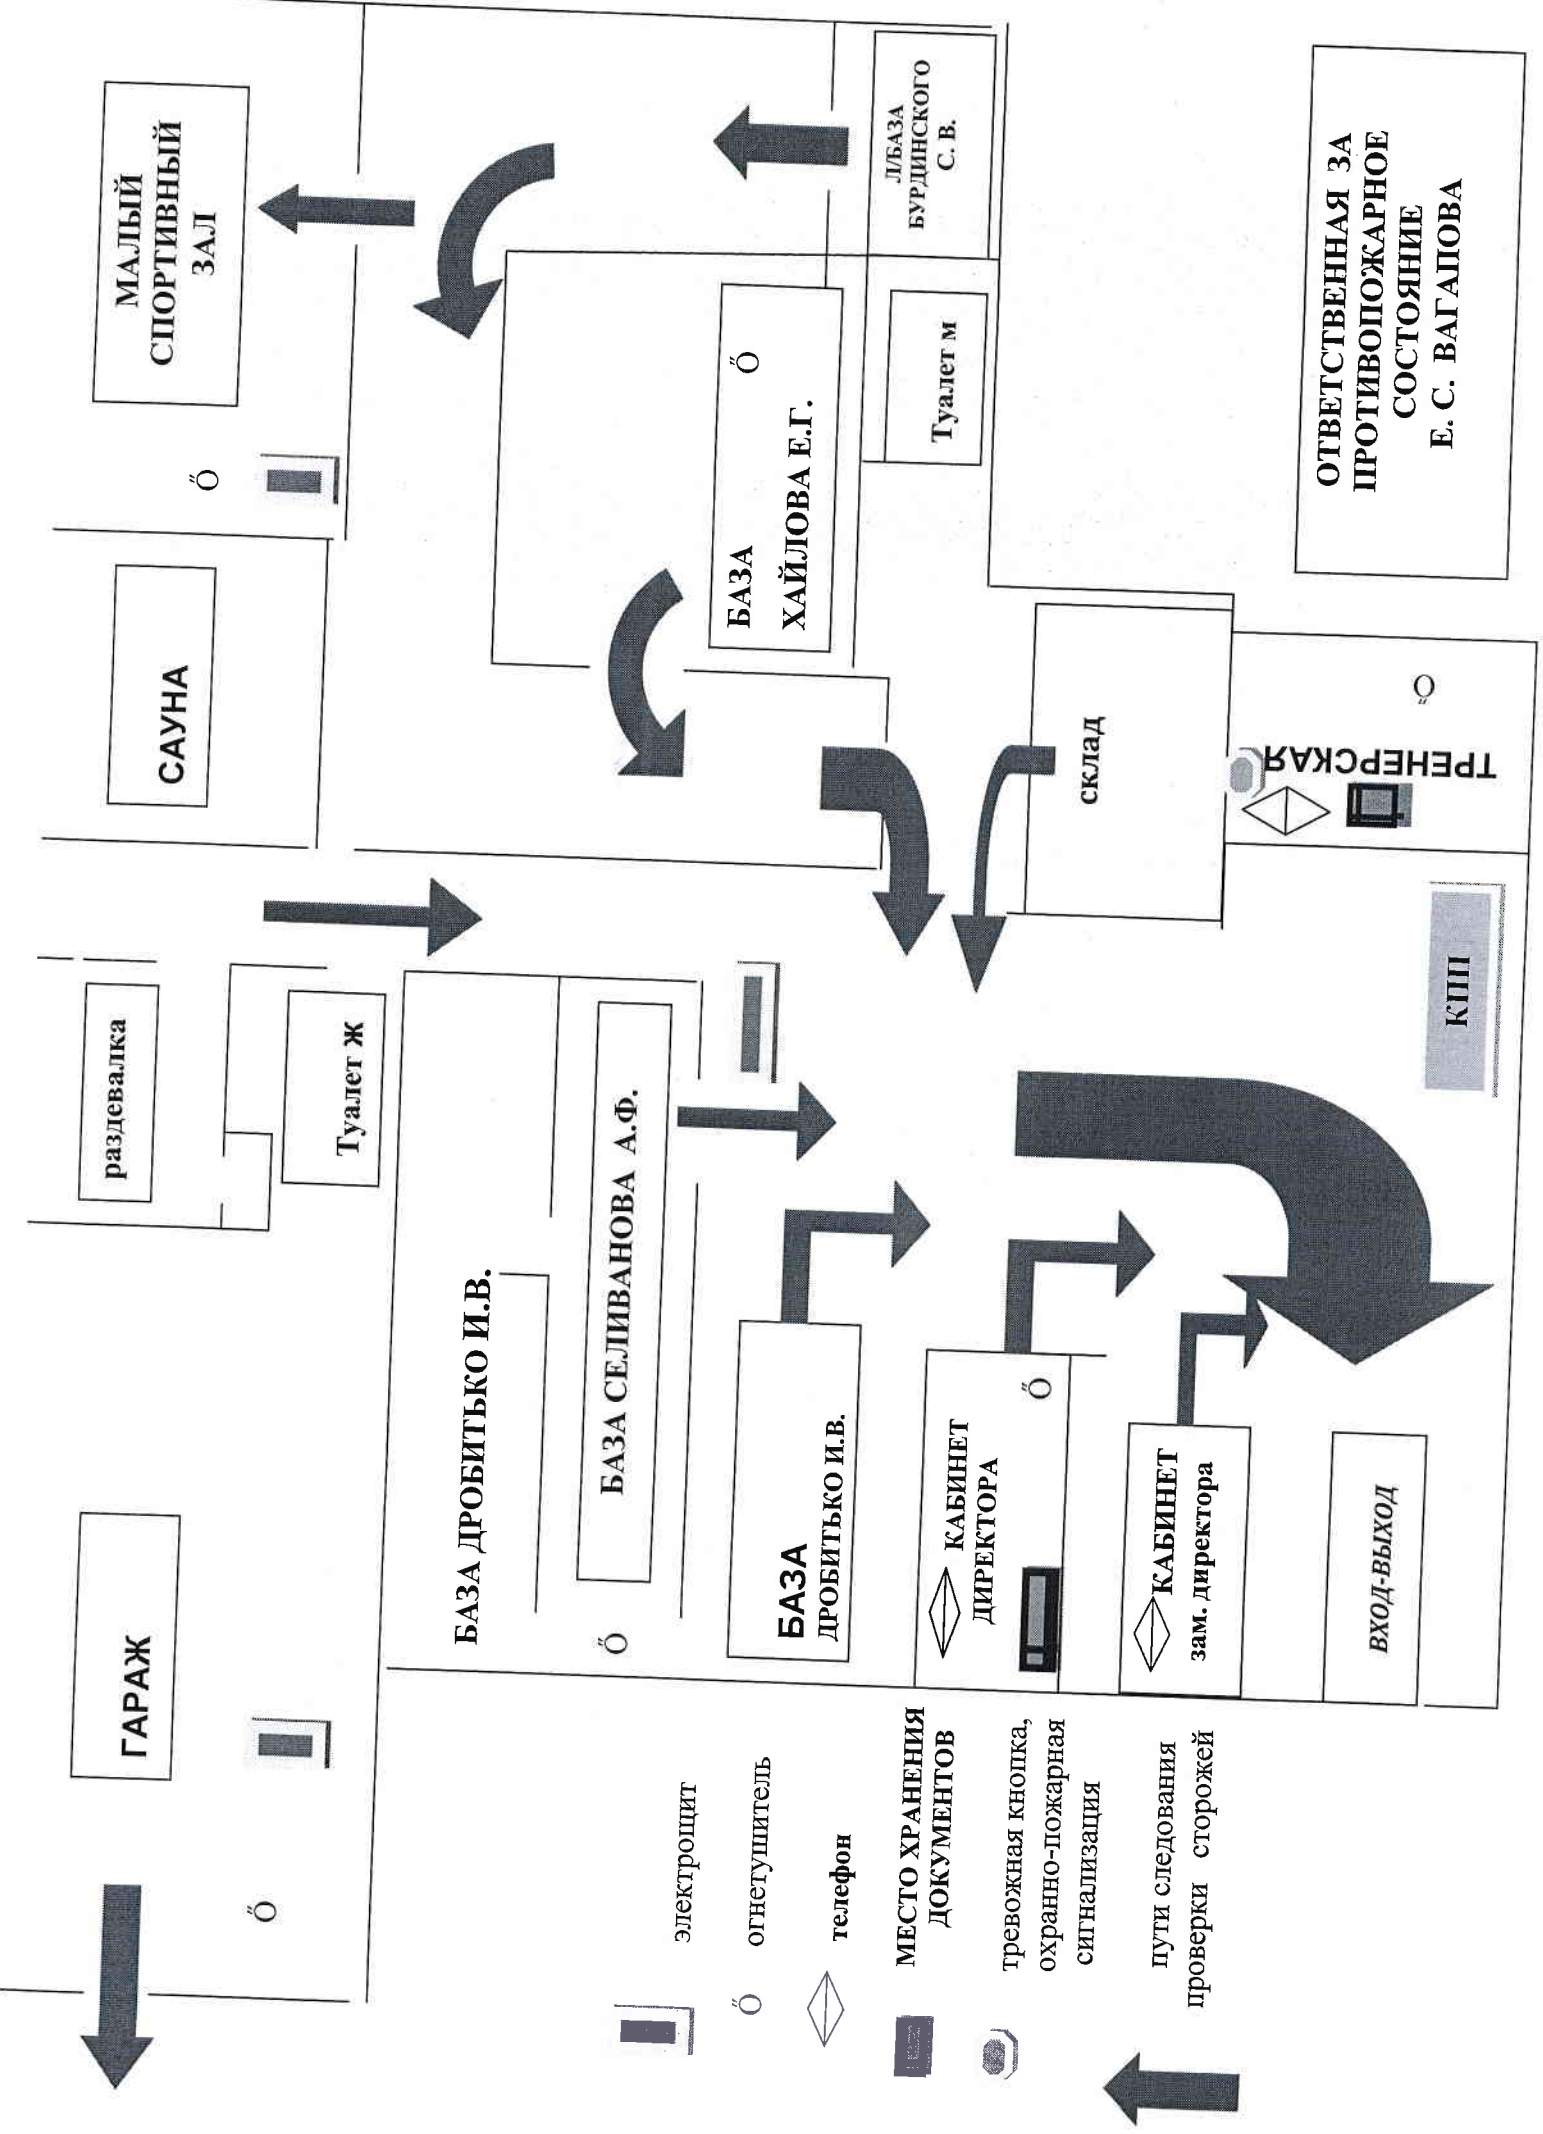 ГАРАЖ
раздевалка
САУНА
МАЛЫЙ
СПОРТИВНЫЙ
ЗАЛ
Ő
Ő
Ő
Туалет Ж
БАЗА ДРОБИТЬКО И.В.
Ő
БАЗА СЕЛИВАНОВА А.Ф.
БАЗА
ДРОБИТЬКО И.В.
БАЗА
Ő
ХАЙЛОВА Е.Г.
Л/БАЗА
БУРДИНСКОГО
С. В.
Туалет м
КАБИНЕТ
ДИРЕКТОРА
Ő
склад
КАБИНЕТ
зам. директора
ТРЕНЕРСКАЯ
Ő
ВХОД-ВЫХОД
КПП
ОТВЕТСТВЕННАЯ ЗА
ПРОТИВОПОЖАРНОЕ
СОСТОЯНИЕ
Е. С. ВАГАПОВА
электрощит
Ő огнетушитель
телефон
МЕСТО ХРАНЕНИЯ
ДОКУМЕНТОВ
тревожная кнопка,
охранно-пожарная
сигнализация
пути следования
проверки сторожей